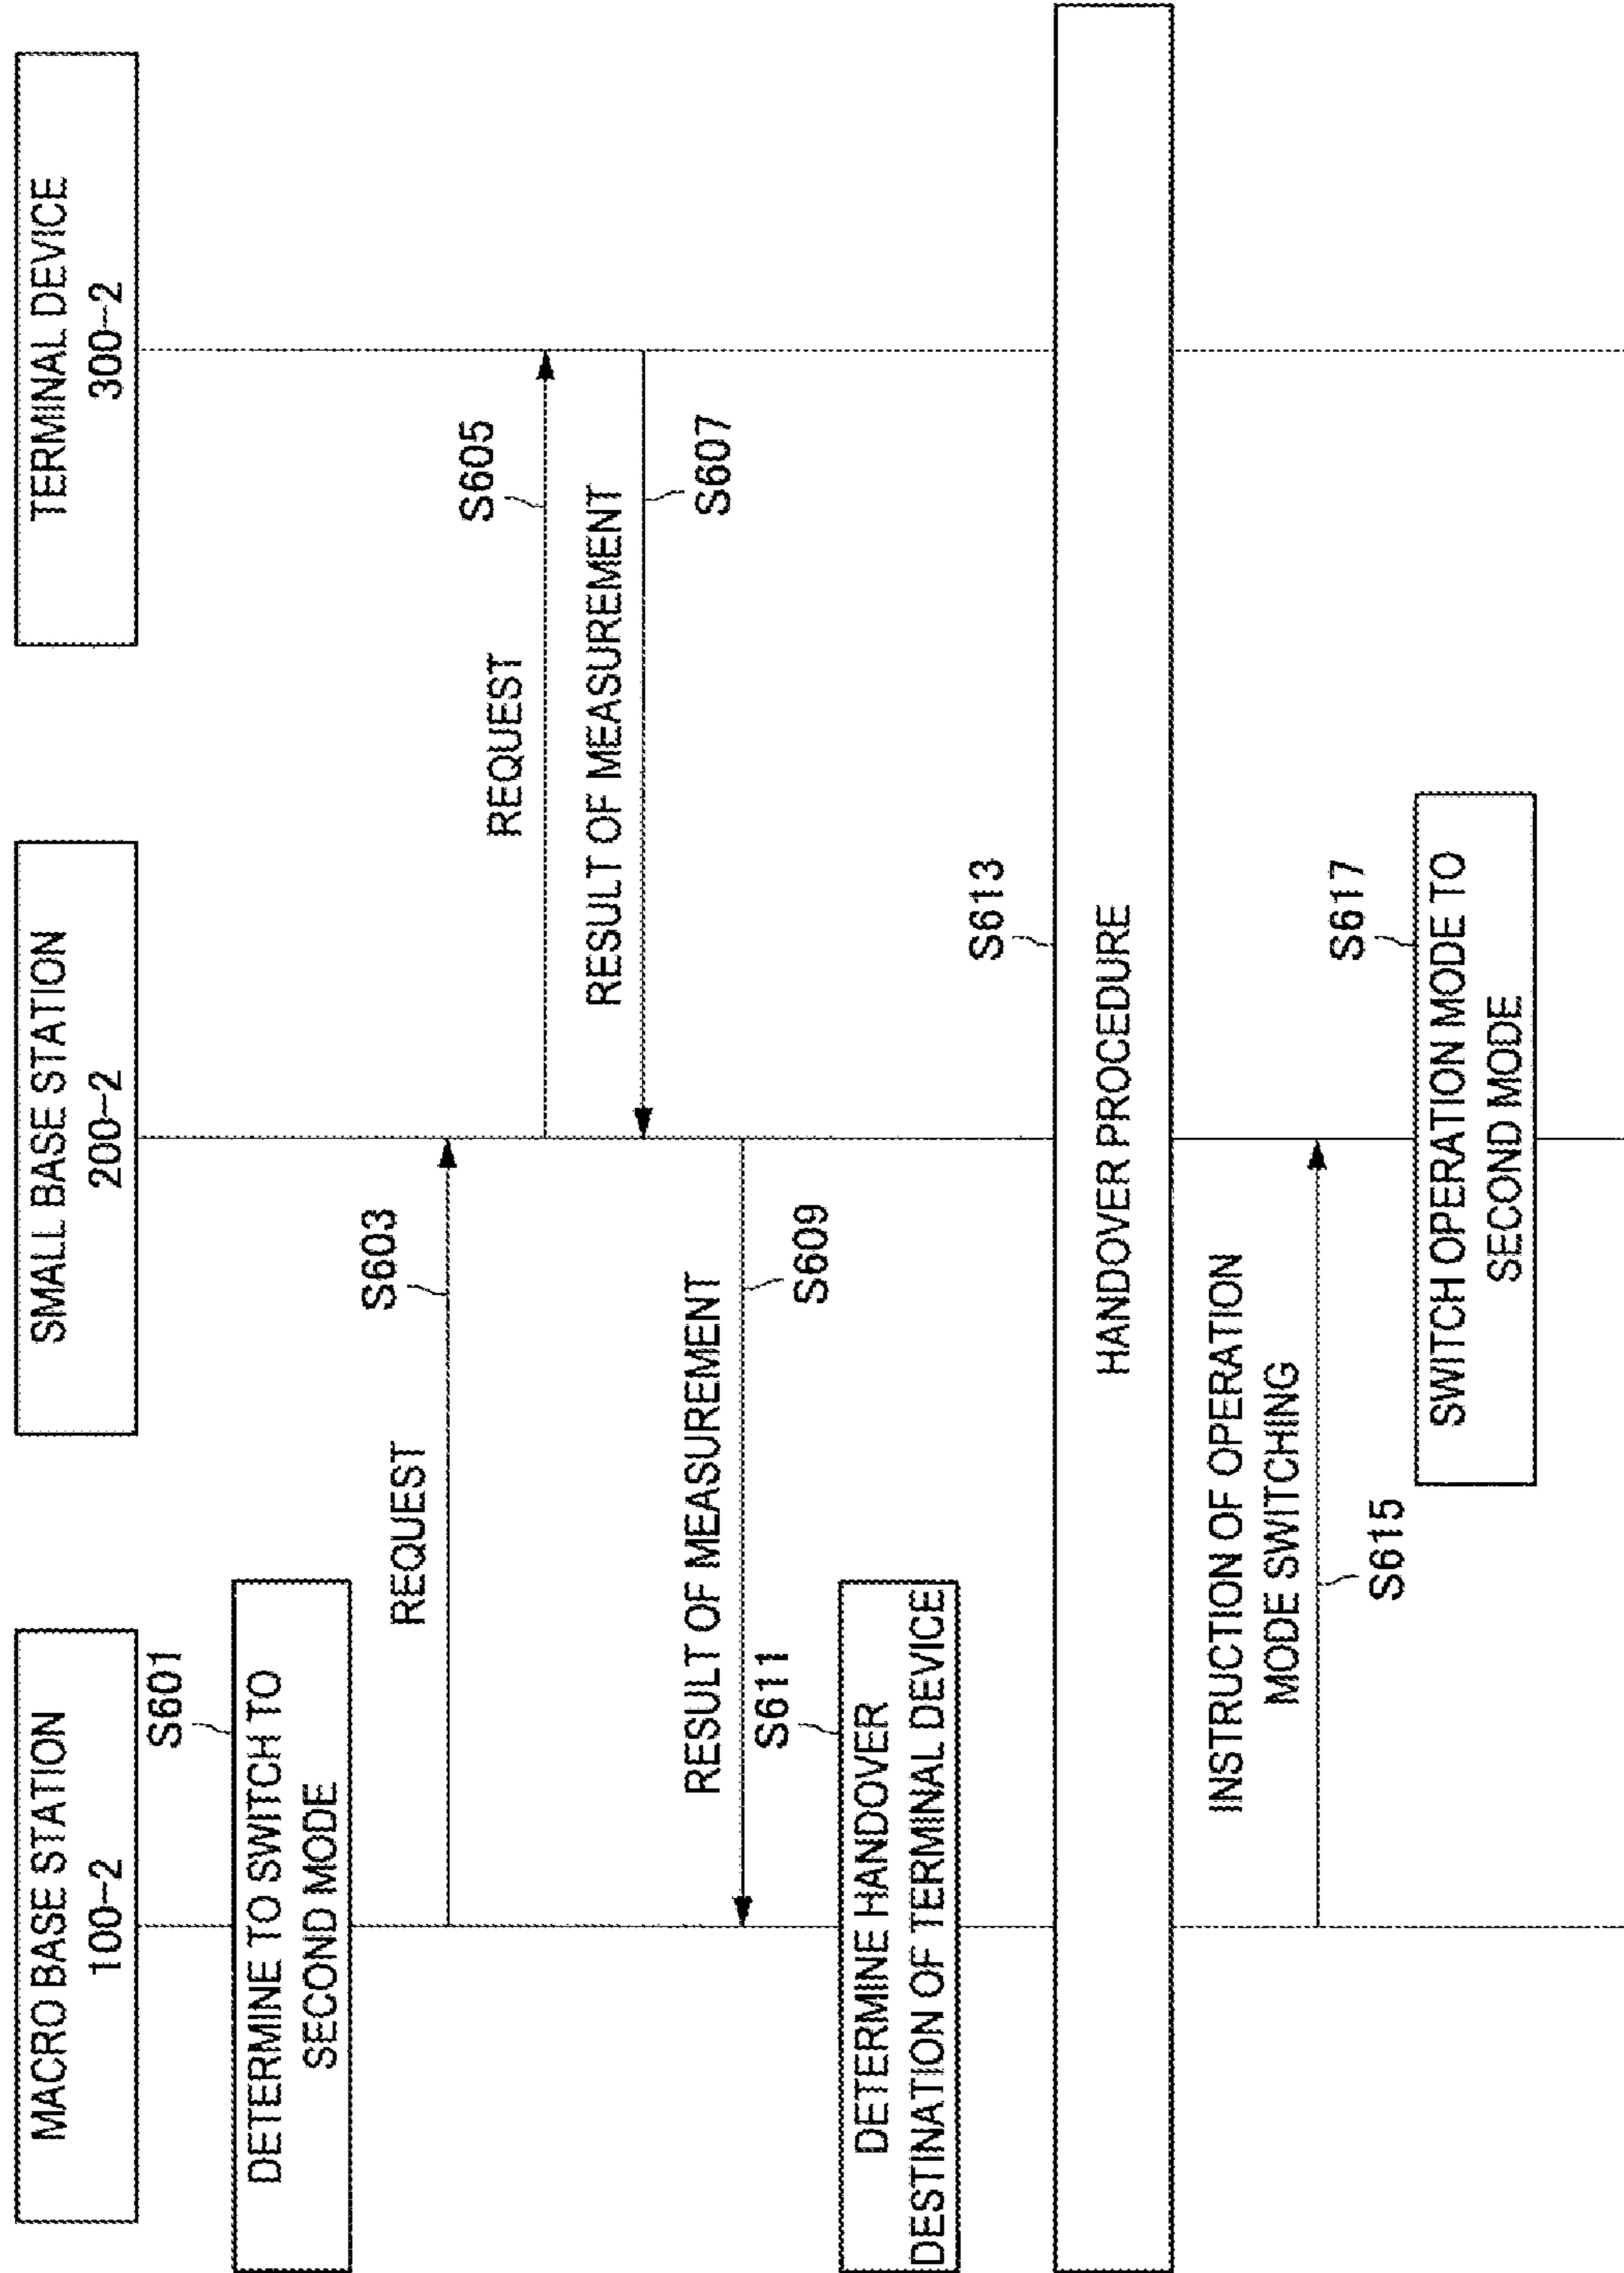 MACRO BASE STATION
100-2
SMALL BASE STATION
200-2
TERMINAL DEVICE
300-2
S601
DETERMINE TO SWITCH TO
SECOND MODE
REQUEST
S603
REQUEST
S605
RESULT OF MEASUREMENT
S607
RESULT OF MEASUREMENT
S609
S611
DETERMINE HANDOVER
DESTINATION OF TERMINAL DEVICE
S613
HANDOVER PROCEDURE
INSTRUCTION OF OPERATION
MODE SWITCHING
S615
S617
SWITCH OPERATION MODE TO
SECOND MODE